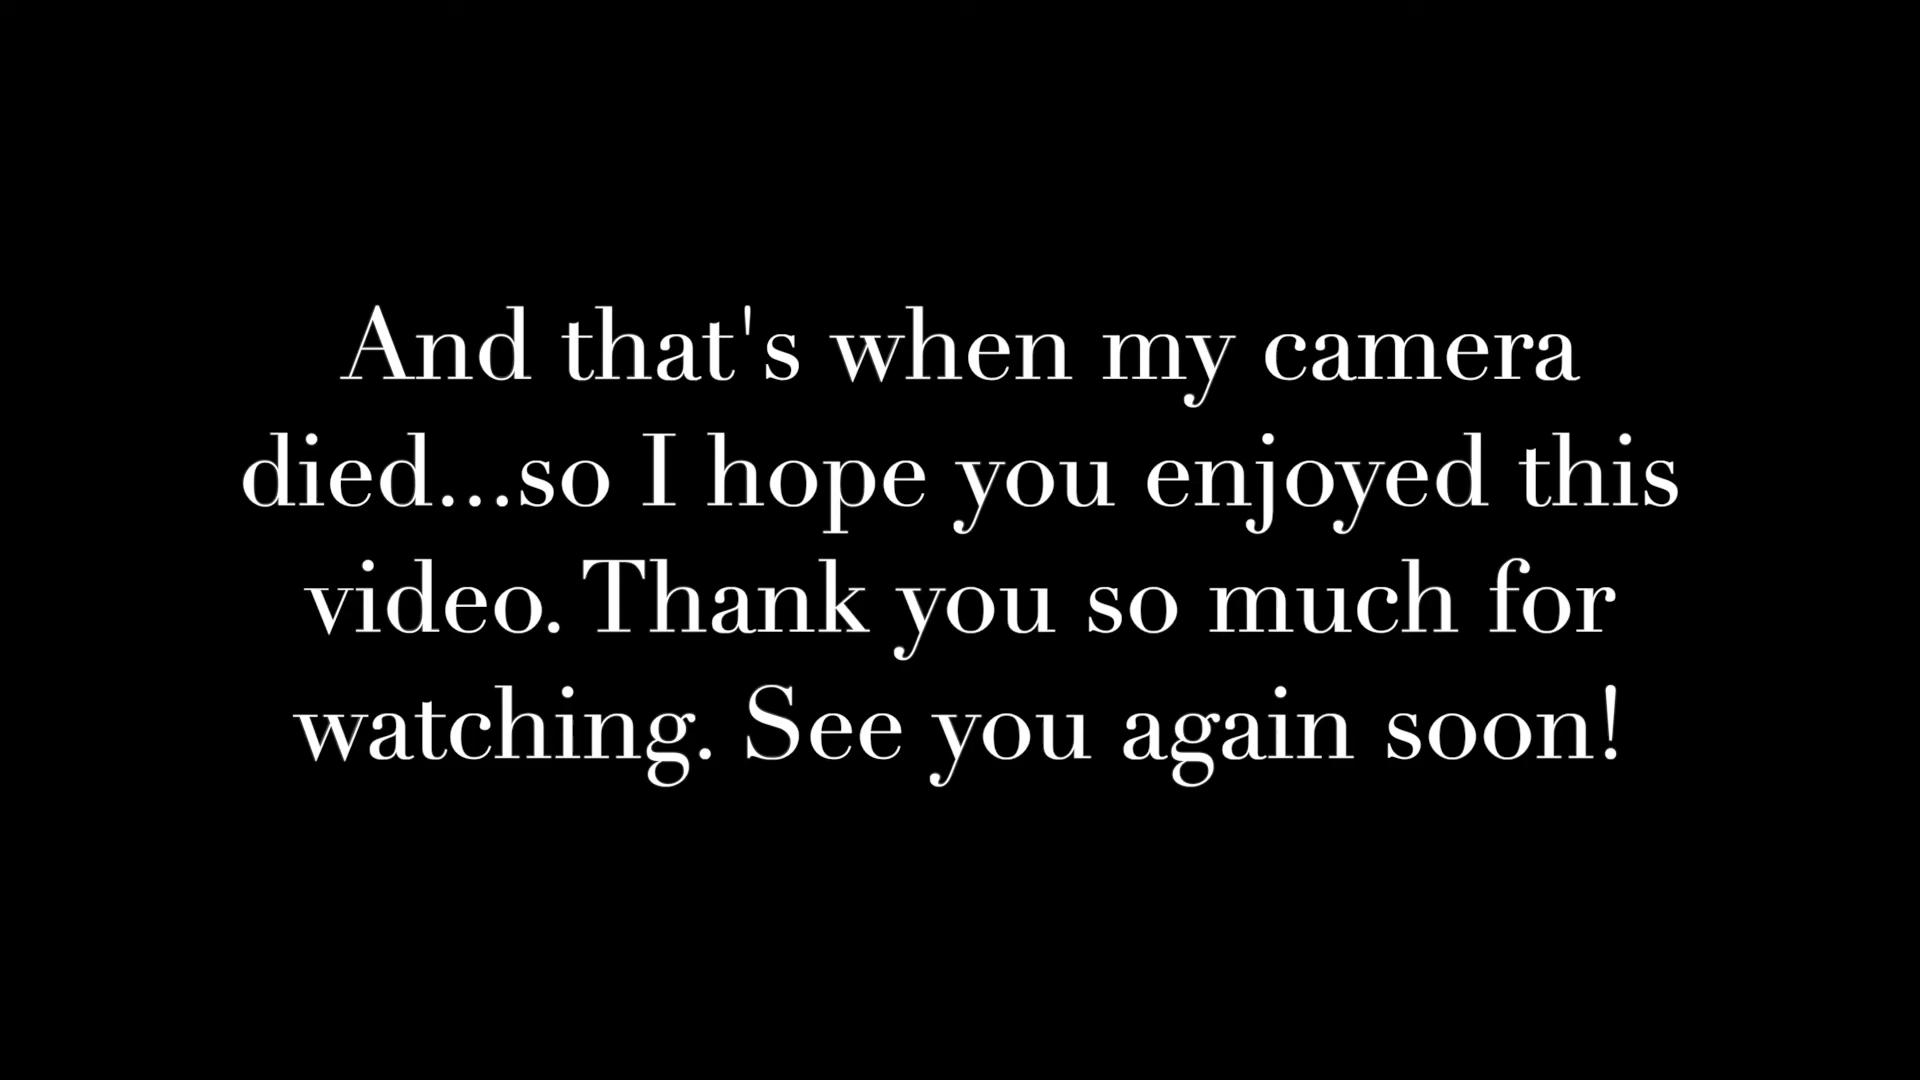 And that's when my camera
died...so I hope you enjoyed this
video. Thank you so much for
watching. See you again soon!